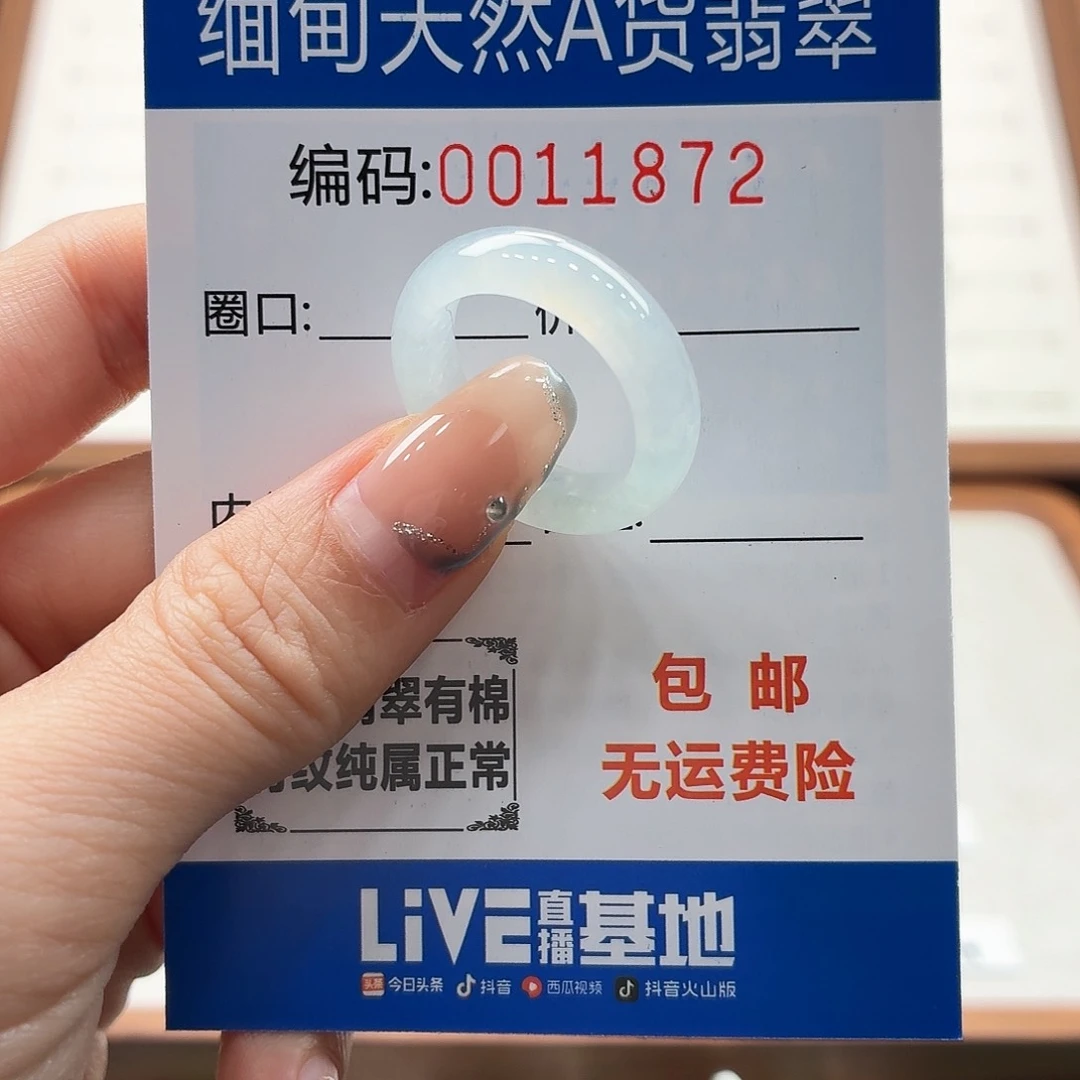 缅甸天然A货翡翠
编码:0011872
圈口:
包 邮
翠有棉
纹纯属正常
无运费险
LiVE直播基地
头条 今日头条 抖音 西瓜视频 抖音火山版